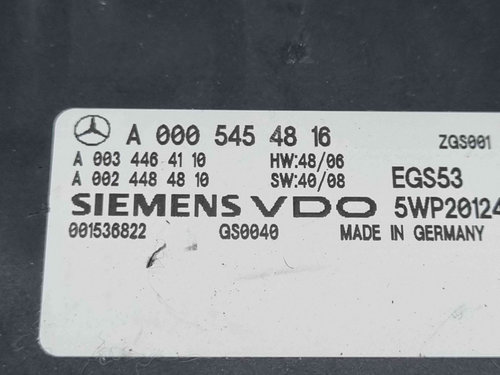 A 000 545 48 16
ZGS001
A 003 446 41 10 HW:48/06
A 002 448 48 10 SW:40/08 EGS53
SIEMENS VDO 5WP20124
001536822 GS0040 MADE IN GERMANY